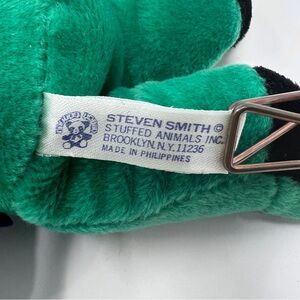 STEVEN SMITH ©
STUFFED ANIMALS INC.
BROOKLYN, N.Y. 11236
MADE IN PHILIPPINES